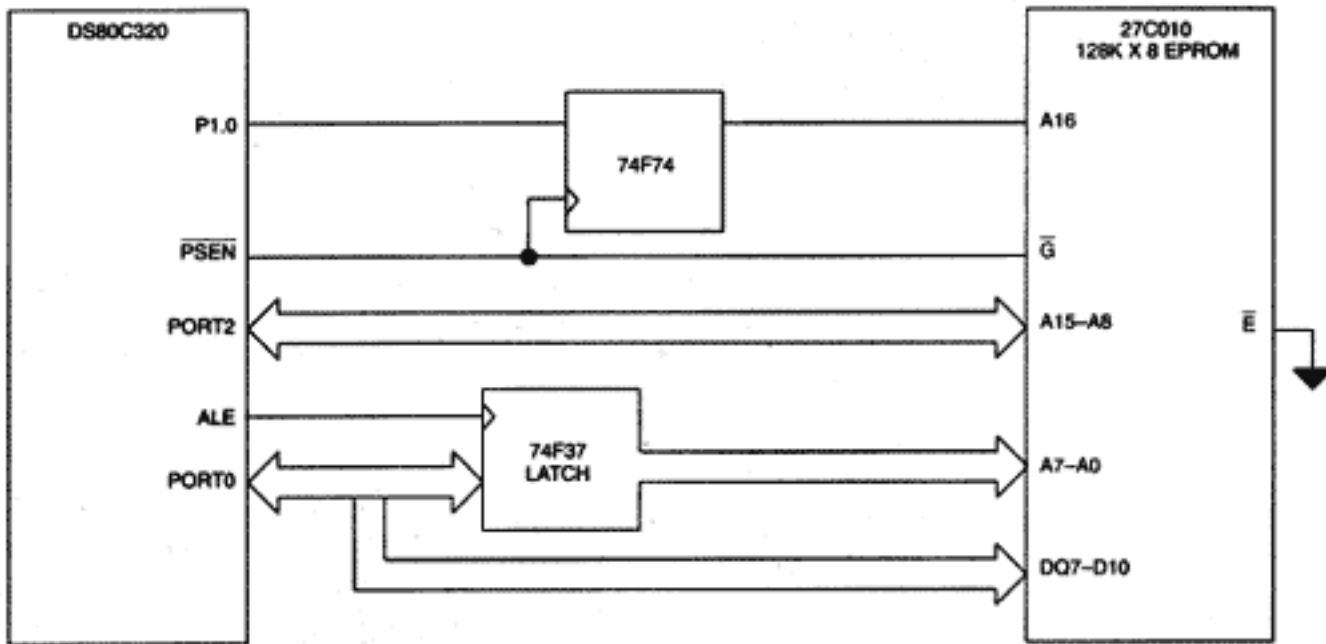 DS80C320
27C010
128K X 8 EPROM
P1.0
74F74
A16
PSEN
G
PORT2
A15–A8
E
ALE
74F37
LATCH
PORT0
A7–A0
DQ7–D10